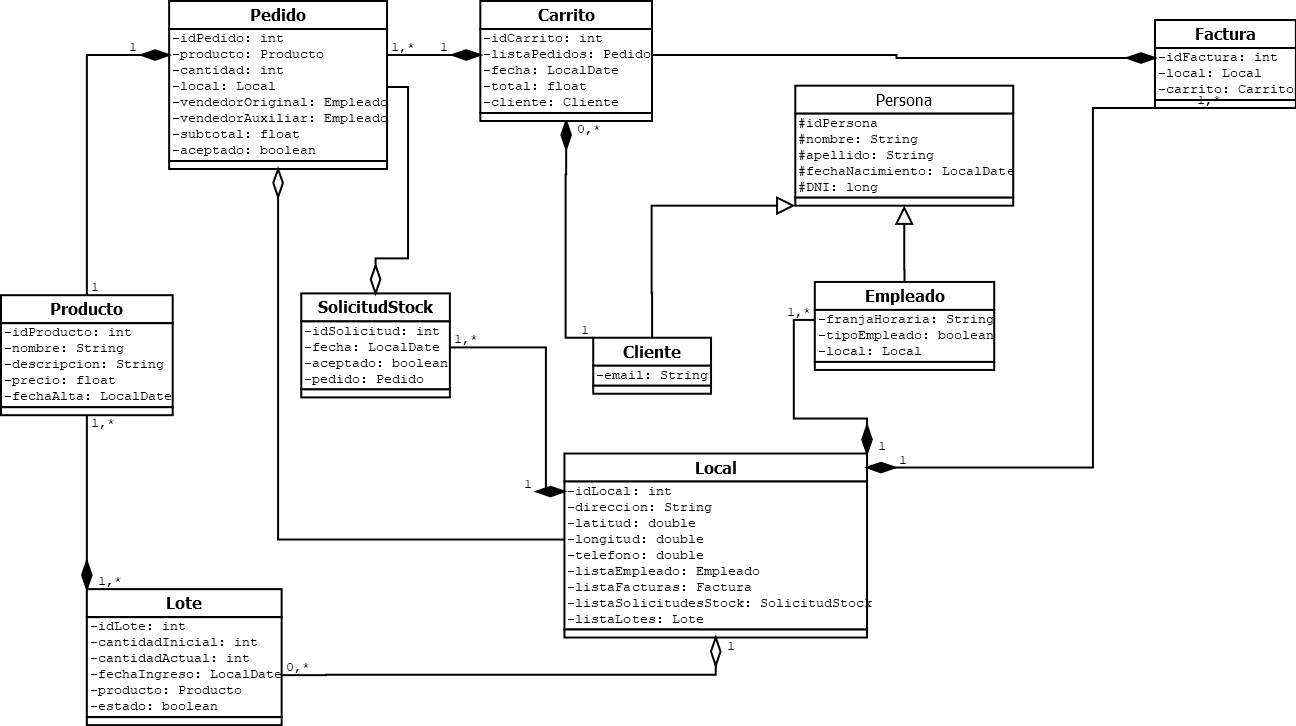 Pedido
-idPedido: int
-producto: Producto
-cantidad: int
-local: Local
-vendedorOriginal: Empleado
-vendedorAuxiliar: Empleado
-subtotal: float
-aceptado: boolean
1
1,*
1
Carrito
-idCarrito: int
-listaPedidos: Pedido
-fecha: LocalDate
-total: float
-cliente: Cliente
0,*
Factura
-idFactura: int
-local: Local
-carrito: Carrito
1,*
Persona
#idPersona
#nombre: String
#apellido: String
#fechaNacimiento: LocalDate
#DNI: long
1
Producto
-idProducto: int
-nombre: String
-descripcion: String
-precio: float
-fechaAlta: LocalDate
1,*
SolicitudStock
-idSolicitud: int
-fecha: LocalDate
-aceptado: boolean
-pedido: Pedido
1,*
1
Cliente
-email: String
Empleado
-franjaHoraria: String
-tipoEmpleado: boolean
-local: Local
1,*
1
1
1
Local
-idLocal: int
-direccion: String
-latitud: double
-longitud: double
-telefono: double
-listaEmpleado: Empleado
-listaFacturas: Factura
-listaSolicitudesStock: SolicitudStock
-listaLotes: Lote
1
1,*
Lote
-idLote: int
-cantidadInicial: int
-cantidadActual: int
-fechaIngreso: LocalDate
-producto: Producto
-estado: boolean
0,*